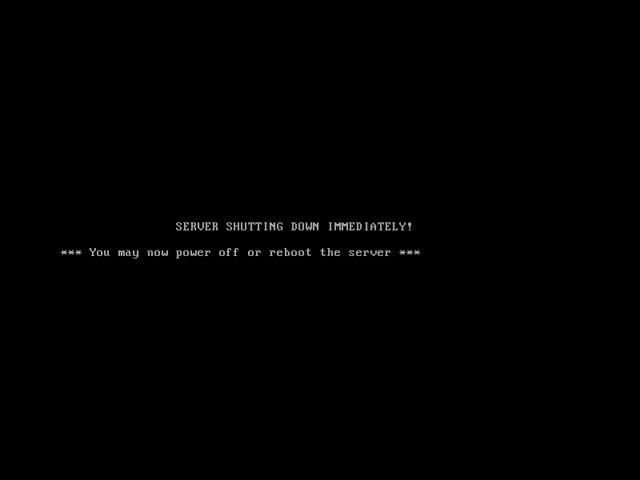 SERVER SHUTTING DOWN IMMEDIATELY!
*** You may now power off or reboot the server ***